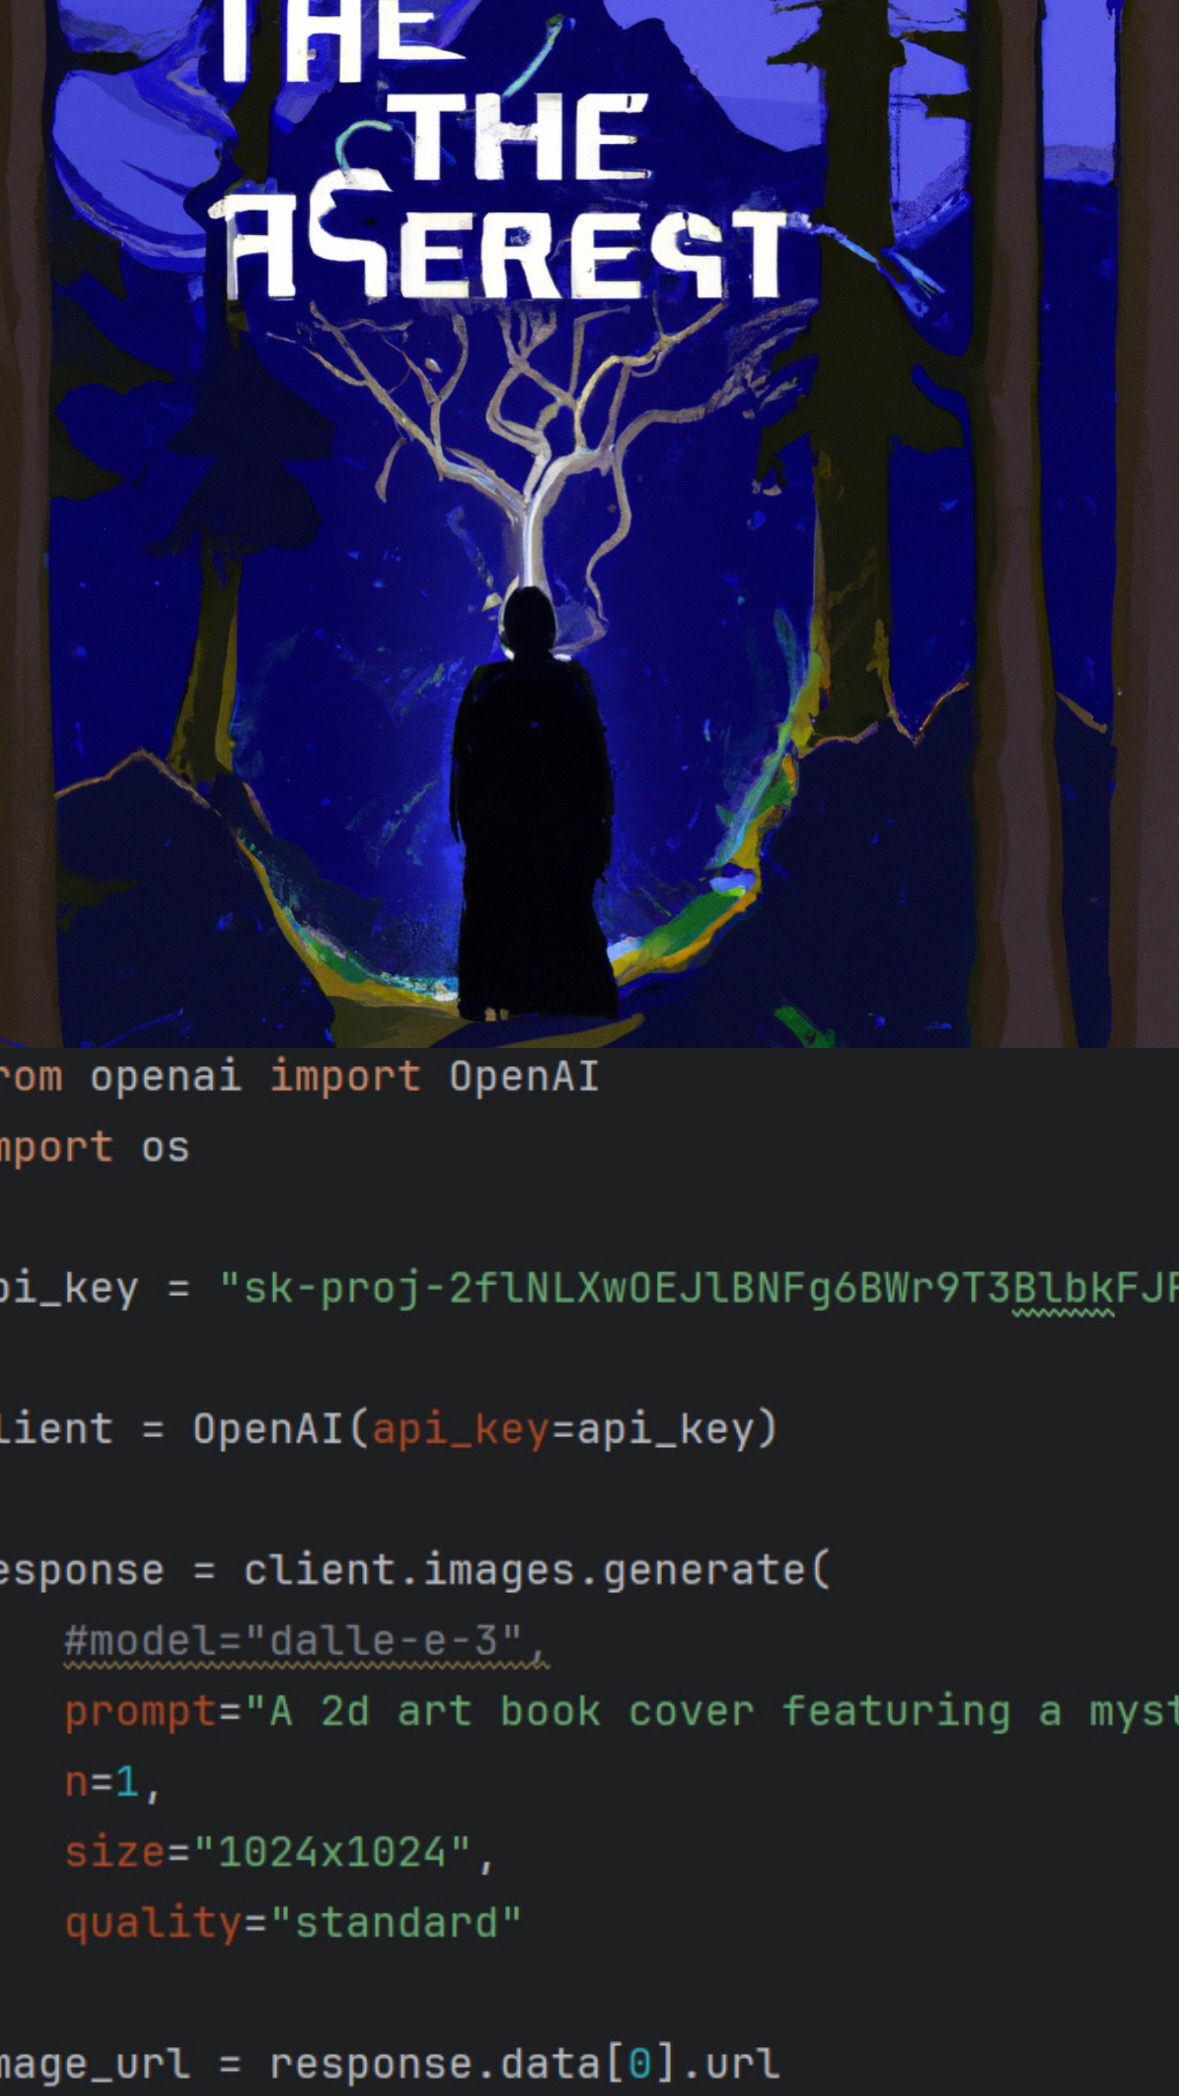 THE
THE
ASEREST
rom openai import OpenAI
mport os
pi_key = "sk-proj-2flNLXwOEJlBNFg6BWr9T3BlbkFJF
lient = OpenAI(api_key=api_key)
esponse = client.images.generate(
#model="dalle-e-3",
prompt="A 2d art book cover featuring a myst
n=1,
size="1024x1024",
quality="standard"
mage_url = response.data[0].url